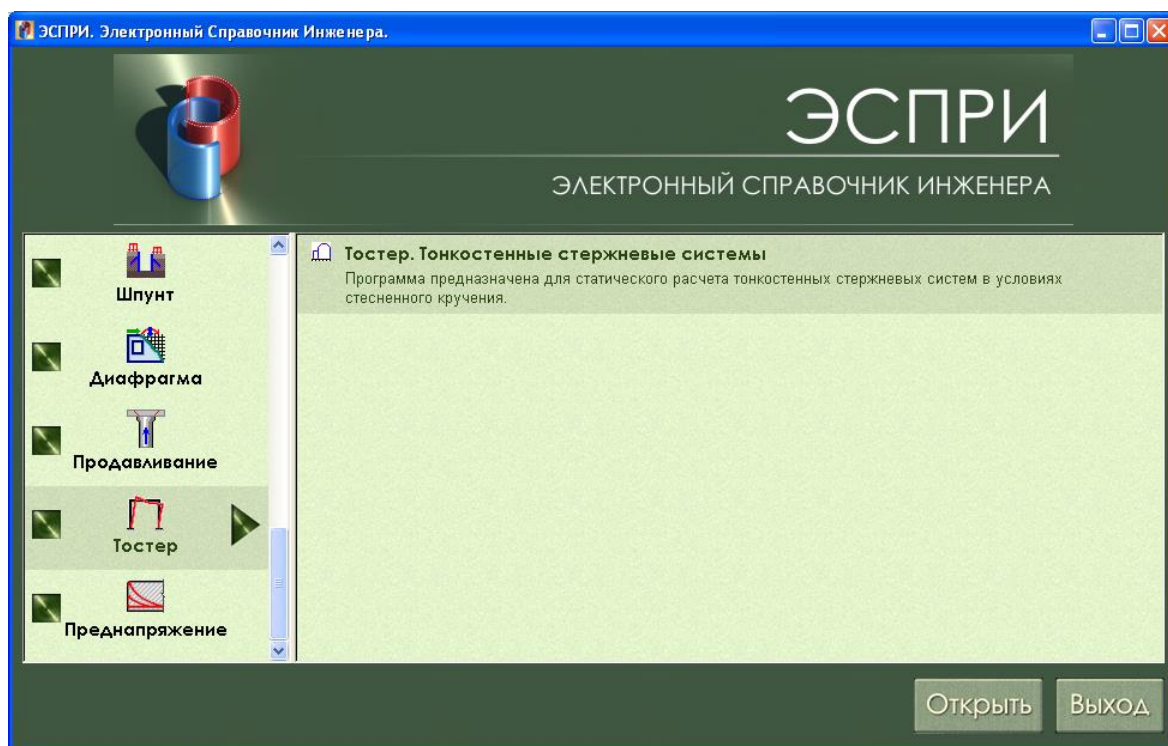 ЭСПРИ. Электронный Справочник Инженера.
ЭСПРИ
ЭЛЕКТРОННЫЙ СПРАВОЧНИК ИНЖЕНЕРА
Шпунт
Диафрагма
Продавливание
Тостер
Преднапряжение
Тостер. Тонкостенные стержневые системы
Программа предназначена для статического расчета тонкостенных стержневых систем в условиях
стесненного кручения.
Открыть
Выход